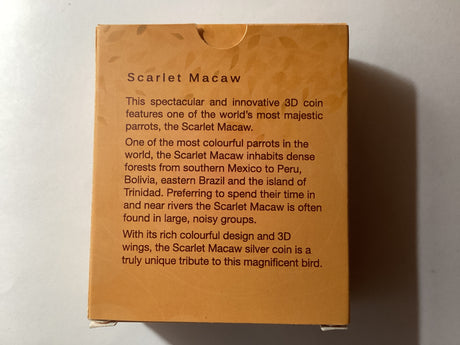 Scarlet Macaw
This spectacular and innovative 3D coin
features one of the world's most majestic
parrots, the Scarlet Macaw.
One of the most colourful parrots in the
world, the Scarlet Macaw inhabits dense
forests from southern Mexico to Peru,
Bolivia, eastern Brazil and the island of
Trinidad. Preferring to spend their time in
and near rivers the Scarlet Macaw is often
found in large, noisy groups.
With its rich colourful design and 3D
wings, the Scarlet Macaw silver coin is a
truly unique tribute to this magnificent bird.